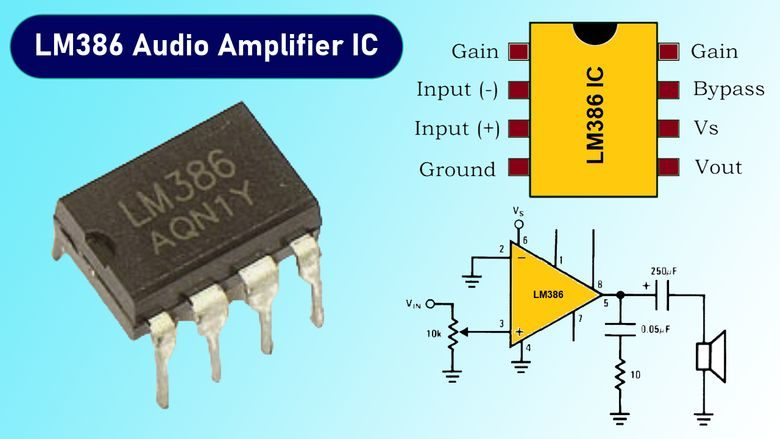 LM386 Audio Amplifier IC
LM386
AQN1Y
Gain
Input (-)
Input (+)
Ground
LM386 IC
Gain
Bypass
Vs
Vout
VS
6
2
-
1
8
LM386
5
+
250μF
VIN
10k
3
+
4
7
0.05μF
10